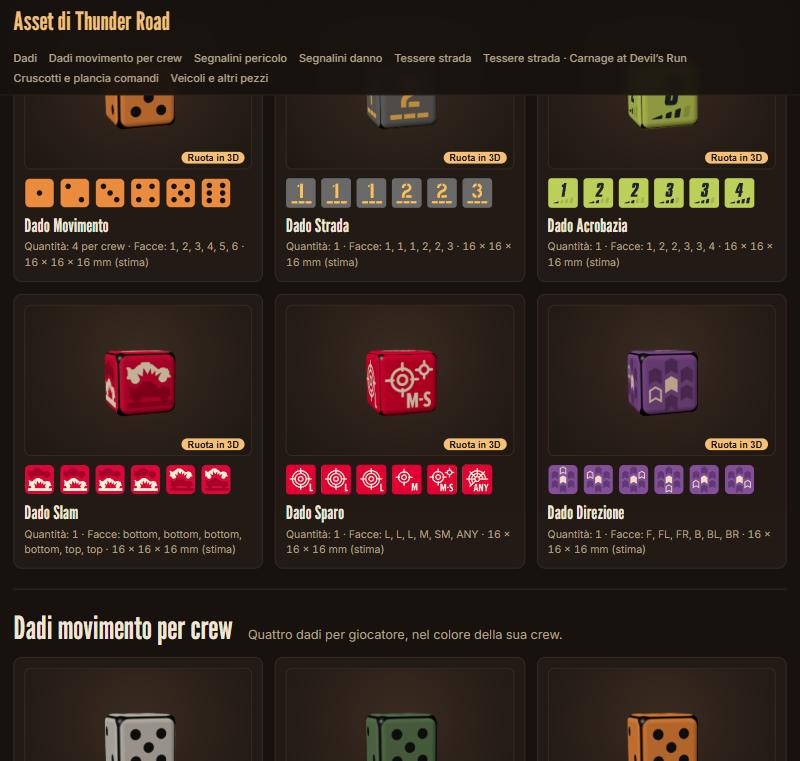 Asset di Thunder Road
Dadi Dadi movimento per crew Segnalini pericolo Segnalini danno Tessere strada Tessere strada · Carnage at Devil's Run
Cruscotti e plancia comandi Veicoli e altri pezzi
2
Ruota in 3D Ruota in 3D Ruota in 3D
1 1 1 2 2 3 1 2 2 3 3 4
Dado Movimento
Quantità: 4 per crew · Facce: 1, 2, 3, 4, 5, 6 ·
16 × 16 × 16 mm (stima)
Dado Strada
Quantità: 1 · Facce: 1, 1, 1, 2, 2, 3 · 16 × 16 ×
16 mm (stima)
Dado Acrobazia
Quantità: 1 · Facce: 1, 2, 2, 3, 3, 4 · 16 × 16 ×
16 mm (stima)
M-S
Ruota in 3D Ruota in 3D Ruota in 3D
L L L M M-S ANY
Dado Slam
Quantità: 1 · Facce: bottom, bottom, bottom,
bottom, top, top · 16 × 16 × 16 mm (stima)
Dado Sparo
Quantità: 1 · Facce: L, L, L, M, SM, ANY · 16 ×
16 × 16 mm (stima)
Dado Direzione
Quantità: 1 · Facce: F, FL, FR, B, BL, BR · 16 ×
16 × 16 mm (stima)
Dadi movimento per crew Quattro dadi per giocatore, nel colore della sua crew.